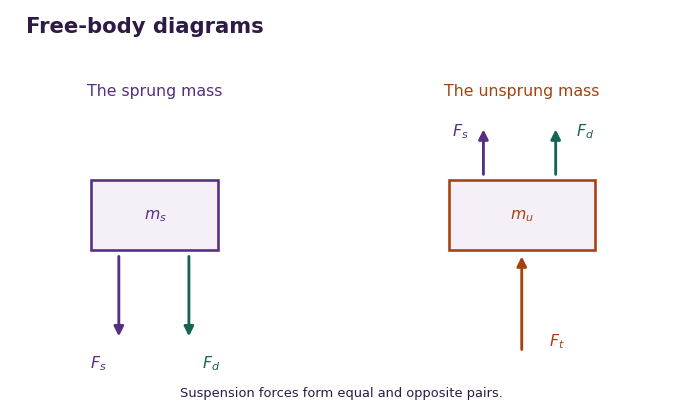 Free-body diagrams
The sprung mass
The unsprung mass
F_s
F_d
m_s
m_u
F_t
F_s
F_d
Suspension forces form equal and opposite pairs.